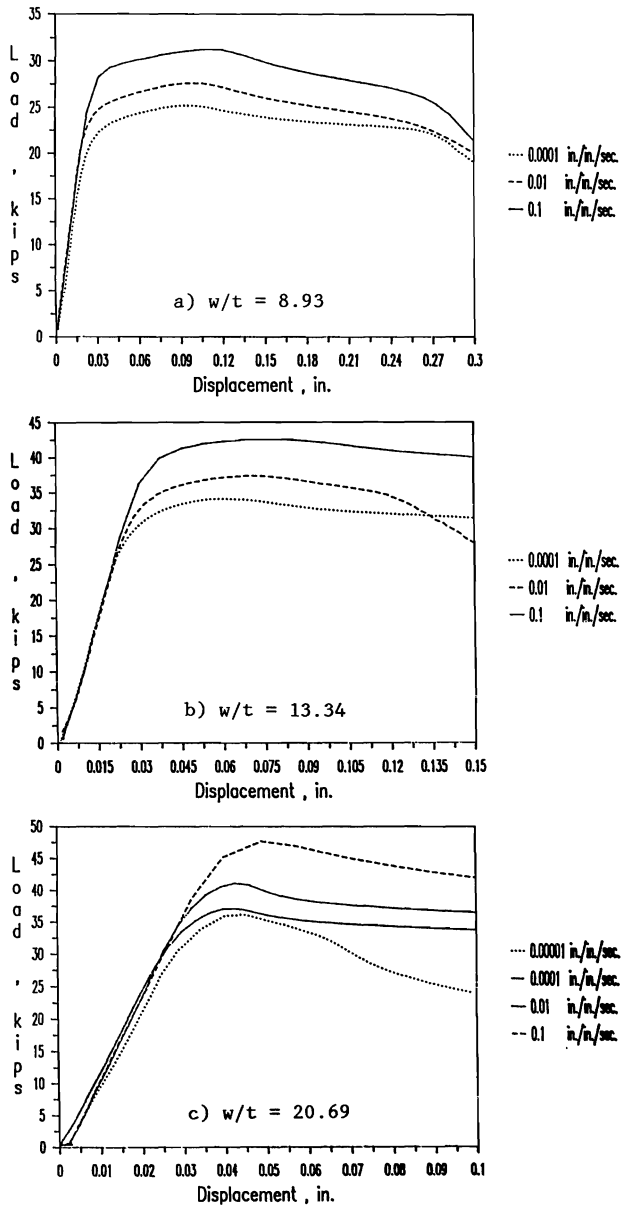 Load, kips
35
30
25
20
15
10
5
0
0 0.03 0.06 0.09 0.12 0.15 0.18 0.21 0.24 0.27 0.3
Displacement , in.
a) w/t = 8.93
0.0001 in./in./sec.
0.01 in./in./sec.
0.1 in./in./sec.
Load, kips
45
40
35
30
25
20
15
10
5
0
0 0.015 0.03 0.045 0.06 0.075 0.09 0.105 0.12 0.135 0.15
Displacement , in.
b) w/t = 13.34
0.0001 in./in./sec.
0.01 in./in./sec.
0.1 in./in./sec.
Load, kips
50
45
40
35
30
25
20
15
10
5
0
0 0.01 0.02 0.03 0.04 0.05 0.06 0.07 0.08 0.09 0.1
Displacement , in.
c) w/t = 20.69
0.00001 in./in./sec.
0.0001 in./in./sec.
0.01 in./in./sec.
0.1 in./in./sec.